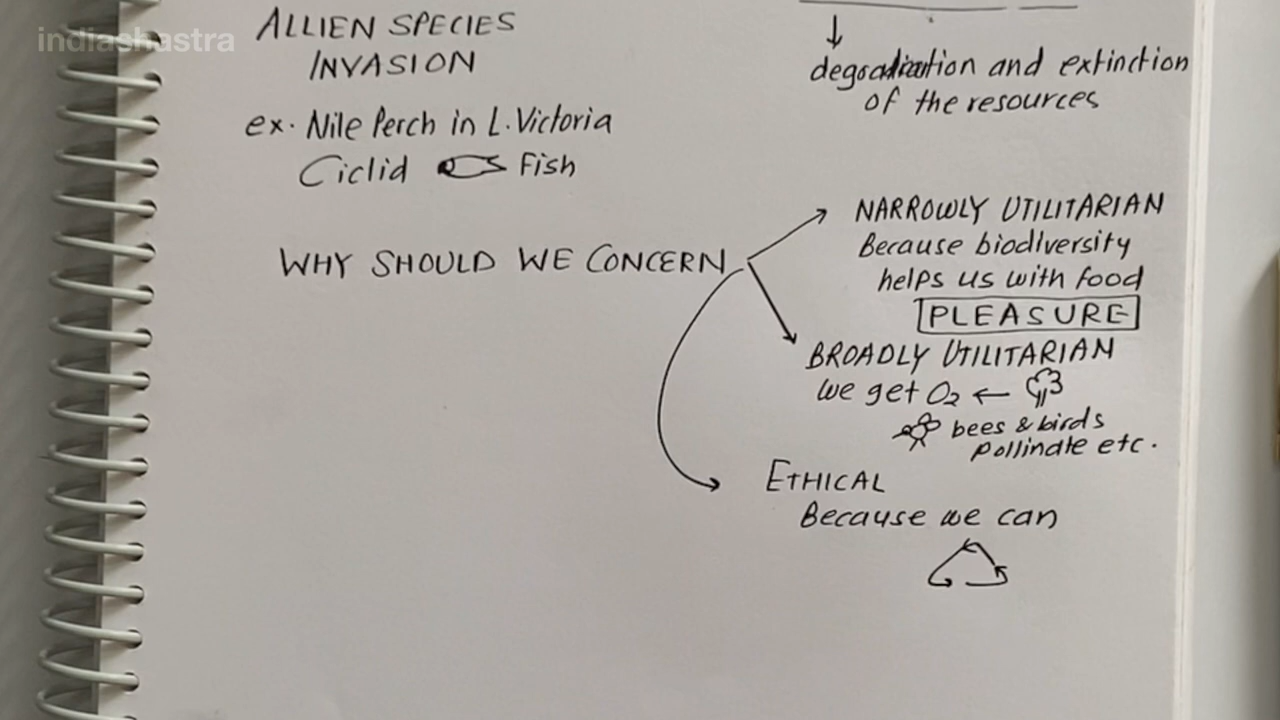 indiashastra
ALLIEN SPECIES
INVASION
ex. Nile Perch in L. Victoria
Ciclid Fish
degradation and extinction
of the resources
WHY SHOULD WE CONCERN
NARROWLY UTILITARIAN
Because biodiversity
helps us with food
PLEASURE
BROADLY UTILITARIAN
we get O2 ←
bees & birds
pollinate etc.
ETHICAL
Because we can